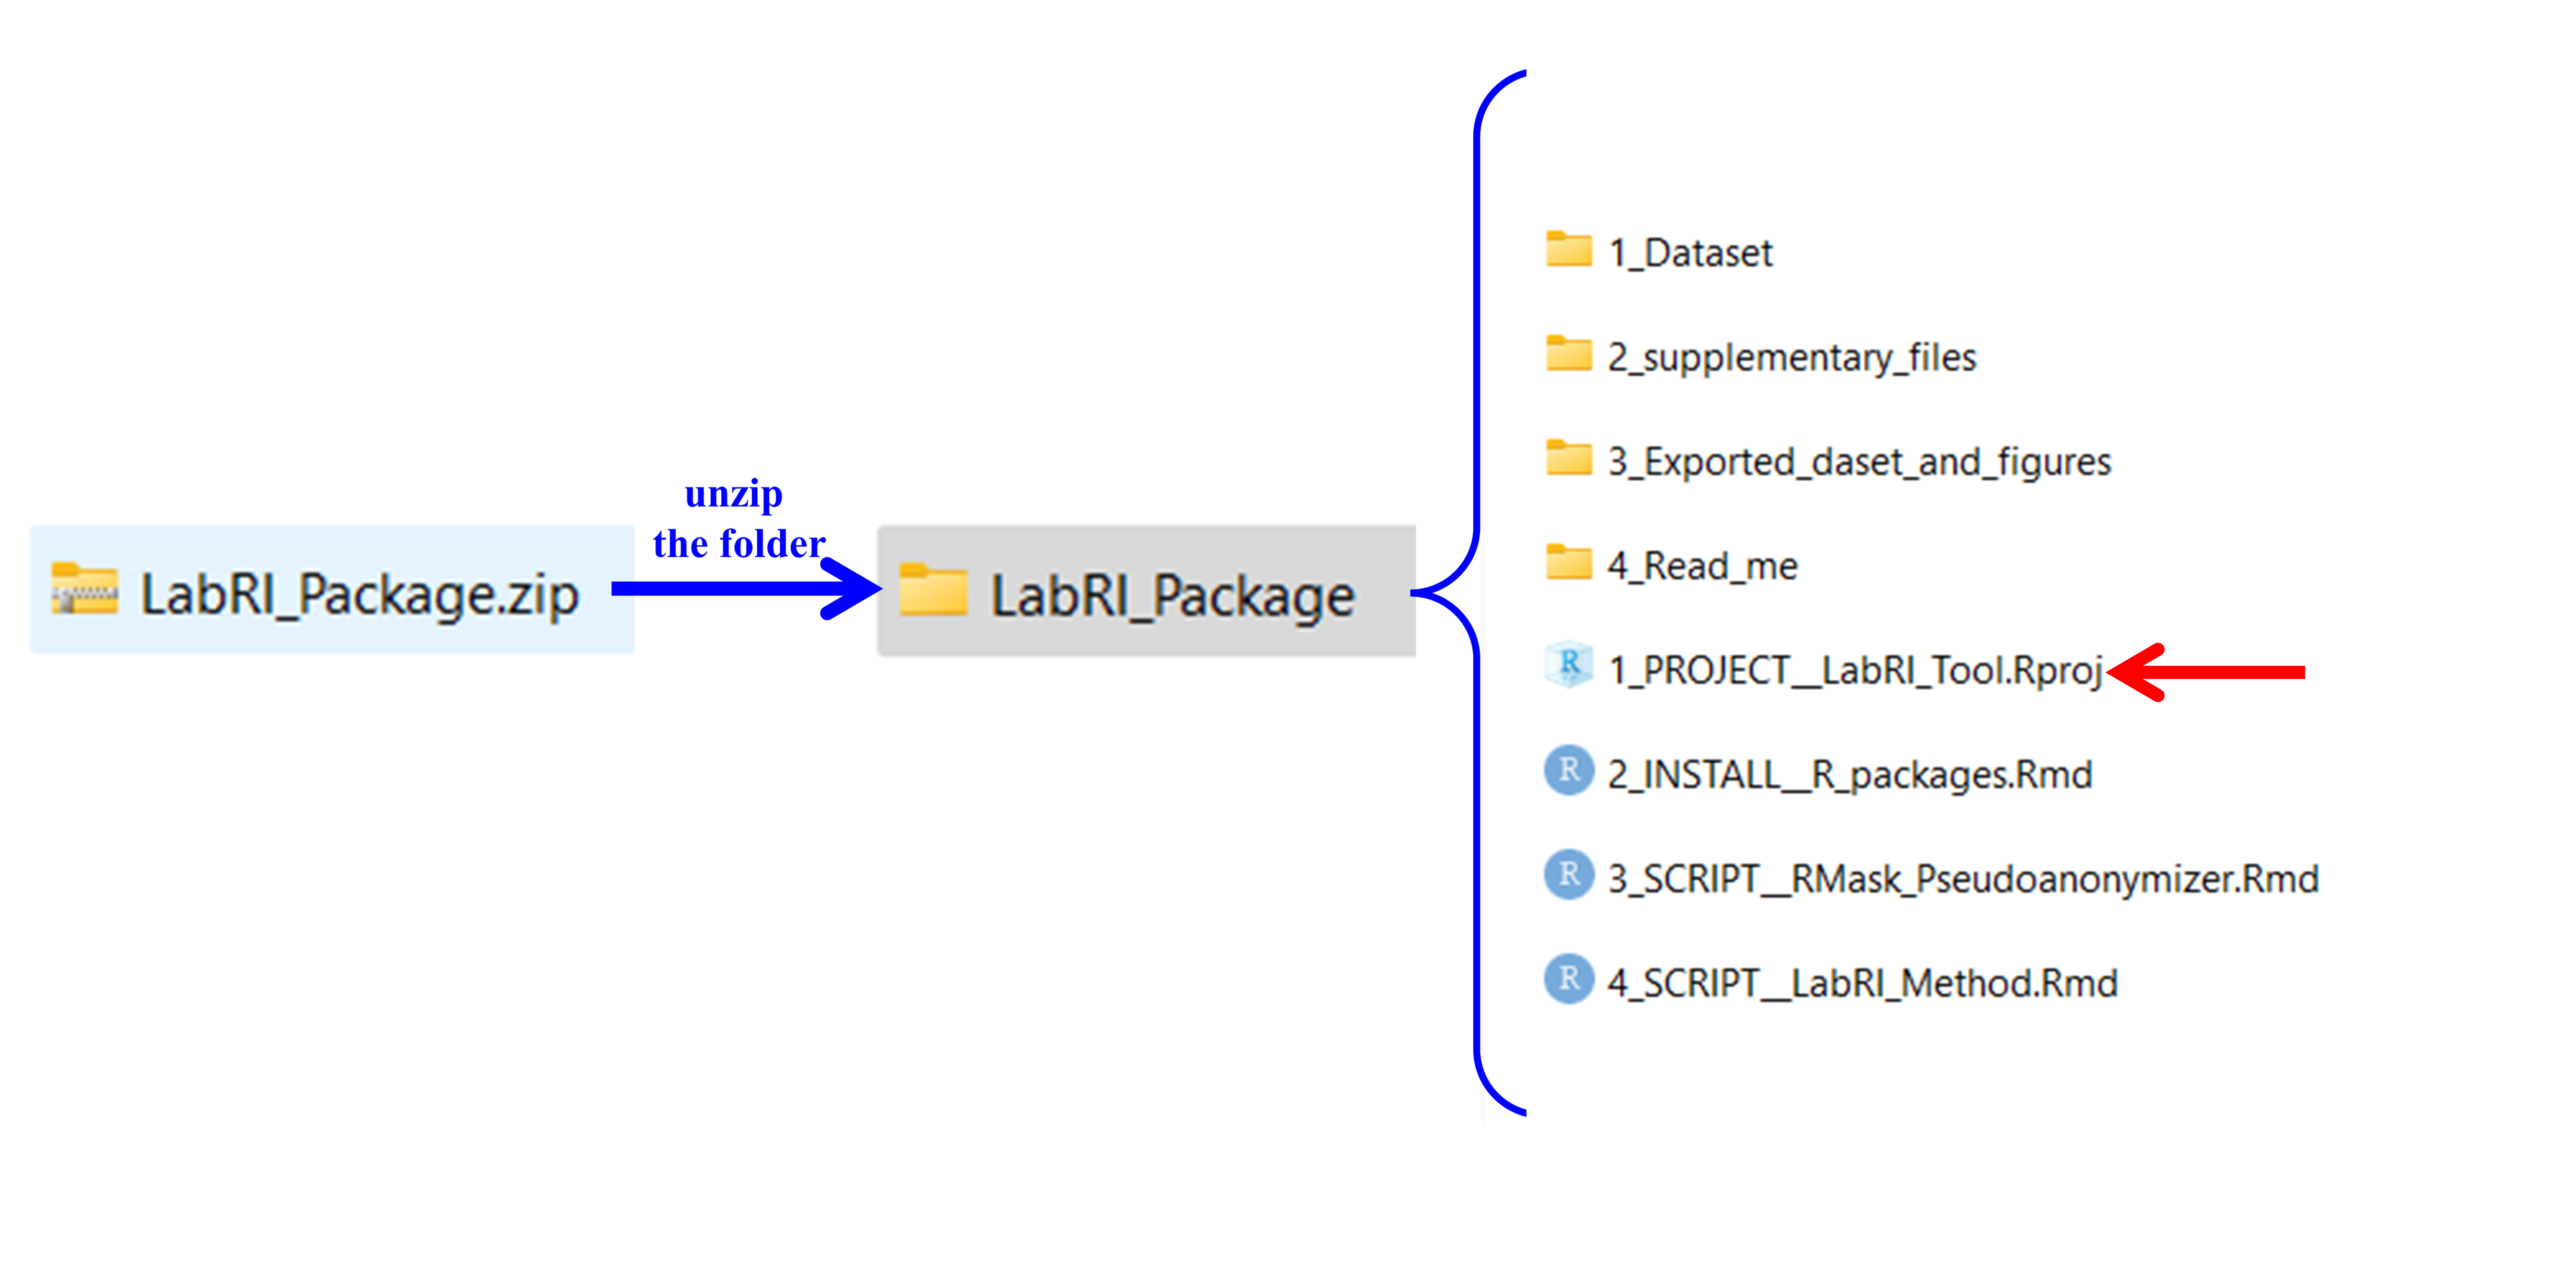 LabRI_Package.zip
unzip
the folder
LabRI_Package
1_Dataset
2_supplementary_files
3_Exported_daset_and_figures
4_Read_me
R 1_PROJECT__LabRI_Tool.Rproj
R 2_INSTALL__R_packages.Rmd
R 3_SCRIPT__RMask_Pseudoanonymizer.Rmd
R 4_SCRIPT__LabRI_Method.Rmd